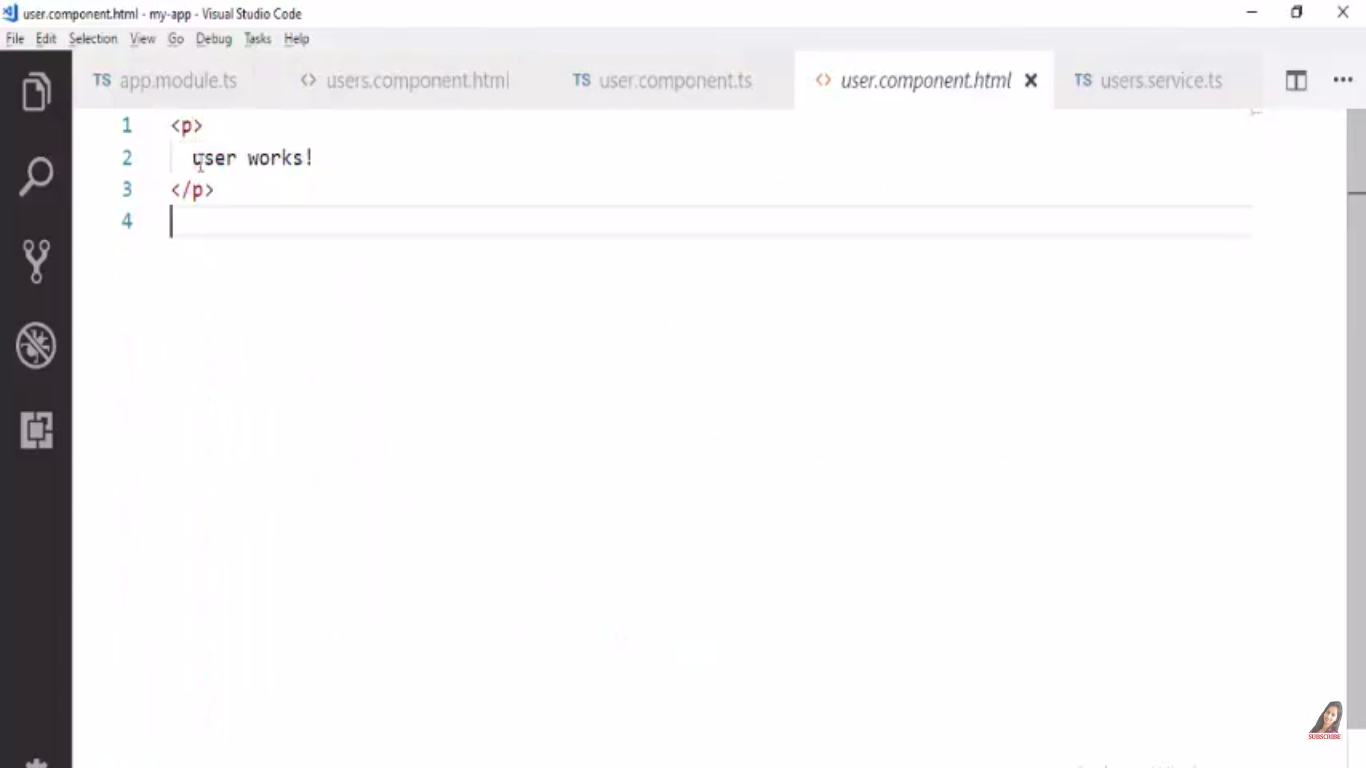 user.component.html - my-app - Visual Studio Code
File Edit Selection View Go Debug Tasks Help
TS app.module.ts <> users.component.html TS user.component.ts <> user.component.html TS users.service.ts
1 <p>
2 user works!
3 </p>
4
SUBSCRIBE